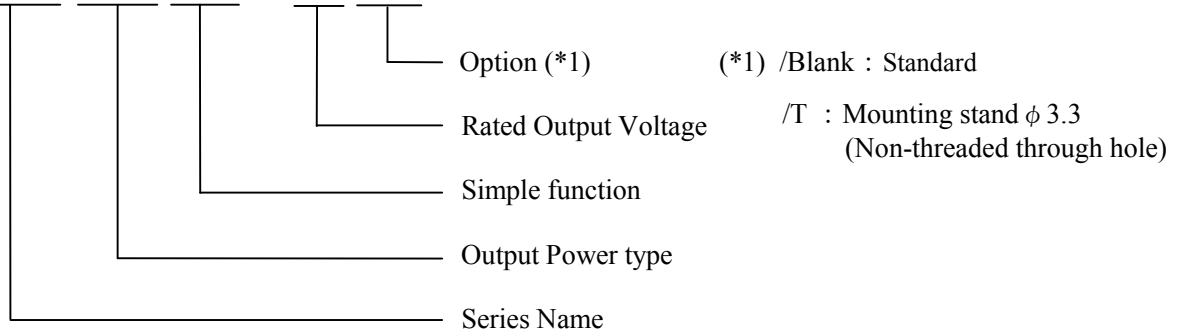 Option (*1) (*1) /Blank : Standard
Rated Output Voltage /T : Mounting stand φ 3.3
(Non-threaded through hole)
Simple function
Output Power type
Series Name